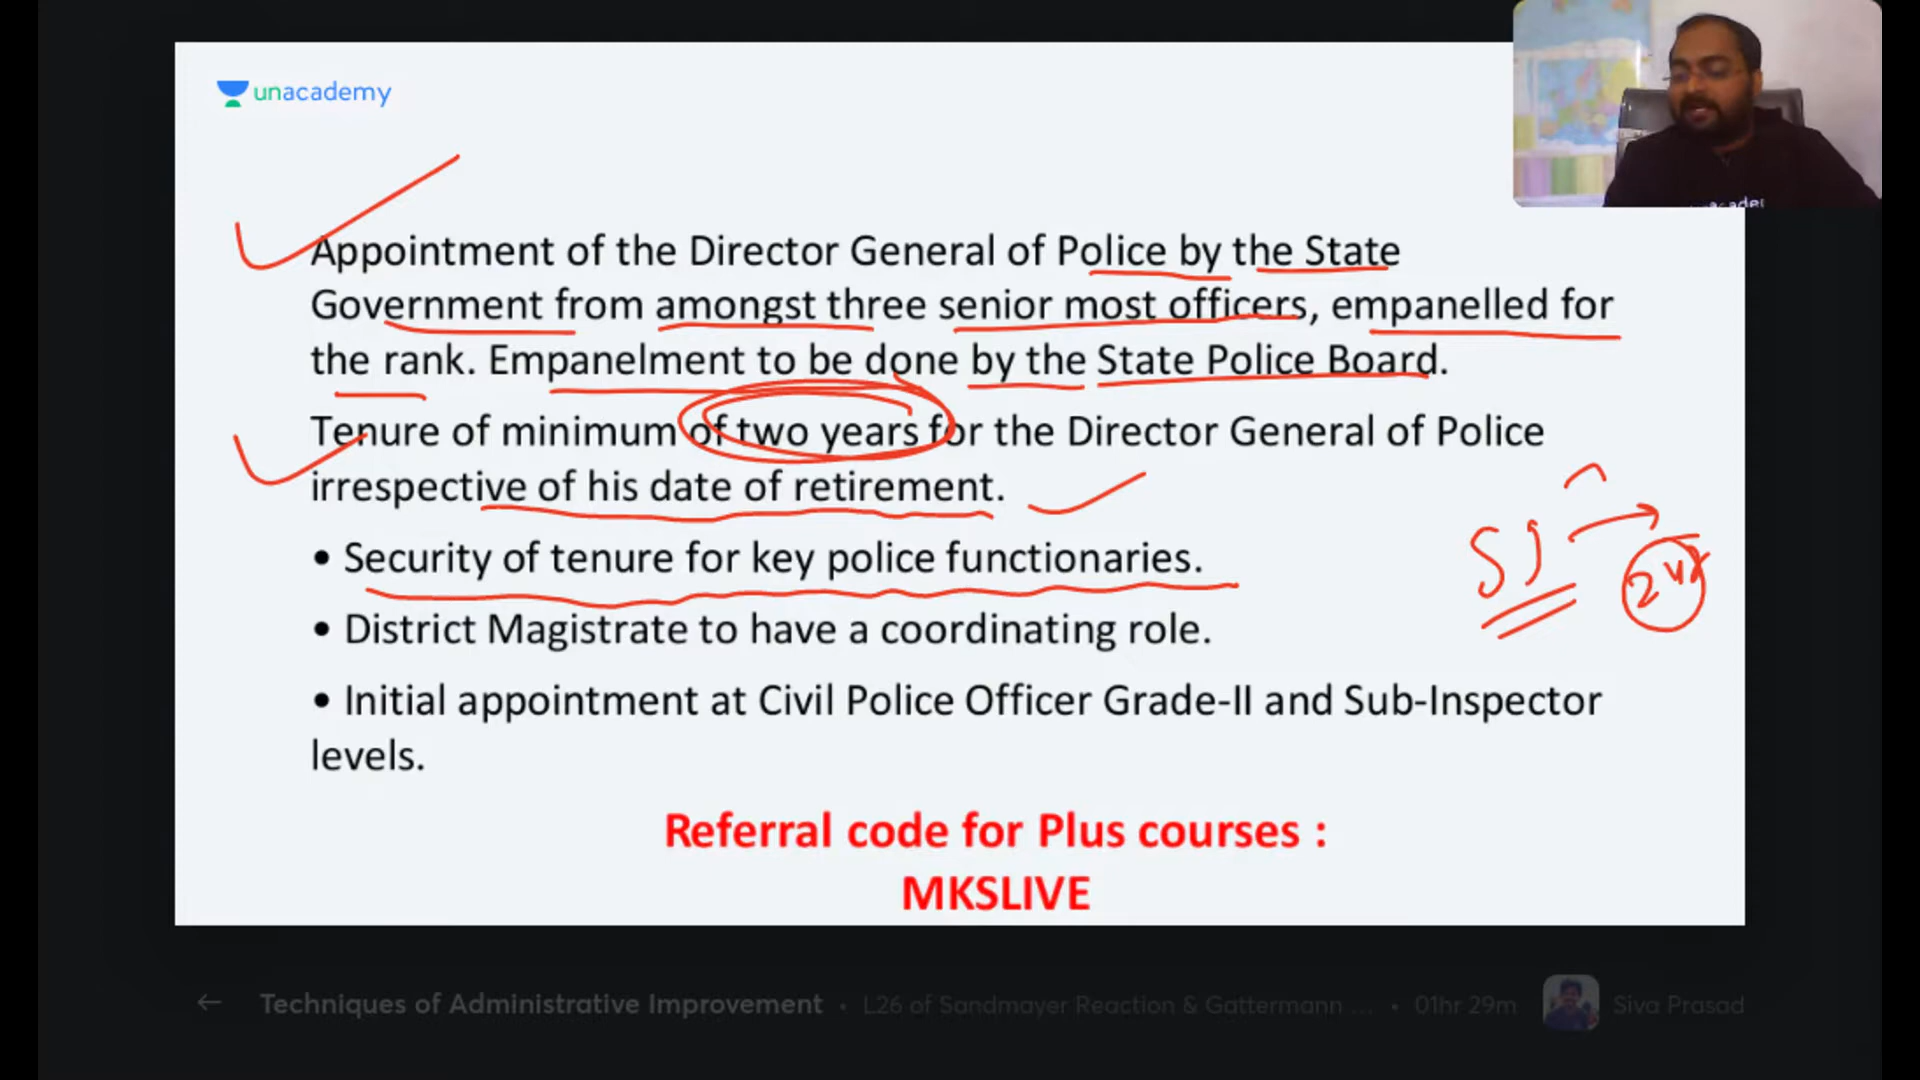 unacademy
Appointment of the Director General of Police by the State
Government from amongst three senior most officers, empanelled for
the rank. Empanelment to be done by the State Police Board.
Tenure of minimum of two years for the Director General of Police
irrespective of his date of retirement.
• Security of tenure for key police functionaries.
• District Magistrate to have a coordinating role.
• Initial appointment at Civil Police Officer Grade-II and Sub-Inspector
levels.
Referral code for Plus courses :
MKSLIVE
← Techniques of Administrative Improvement • L26 of Sandmayer Reaction & Gattermann ... • 01hr 29m Siva Prasad